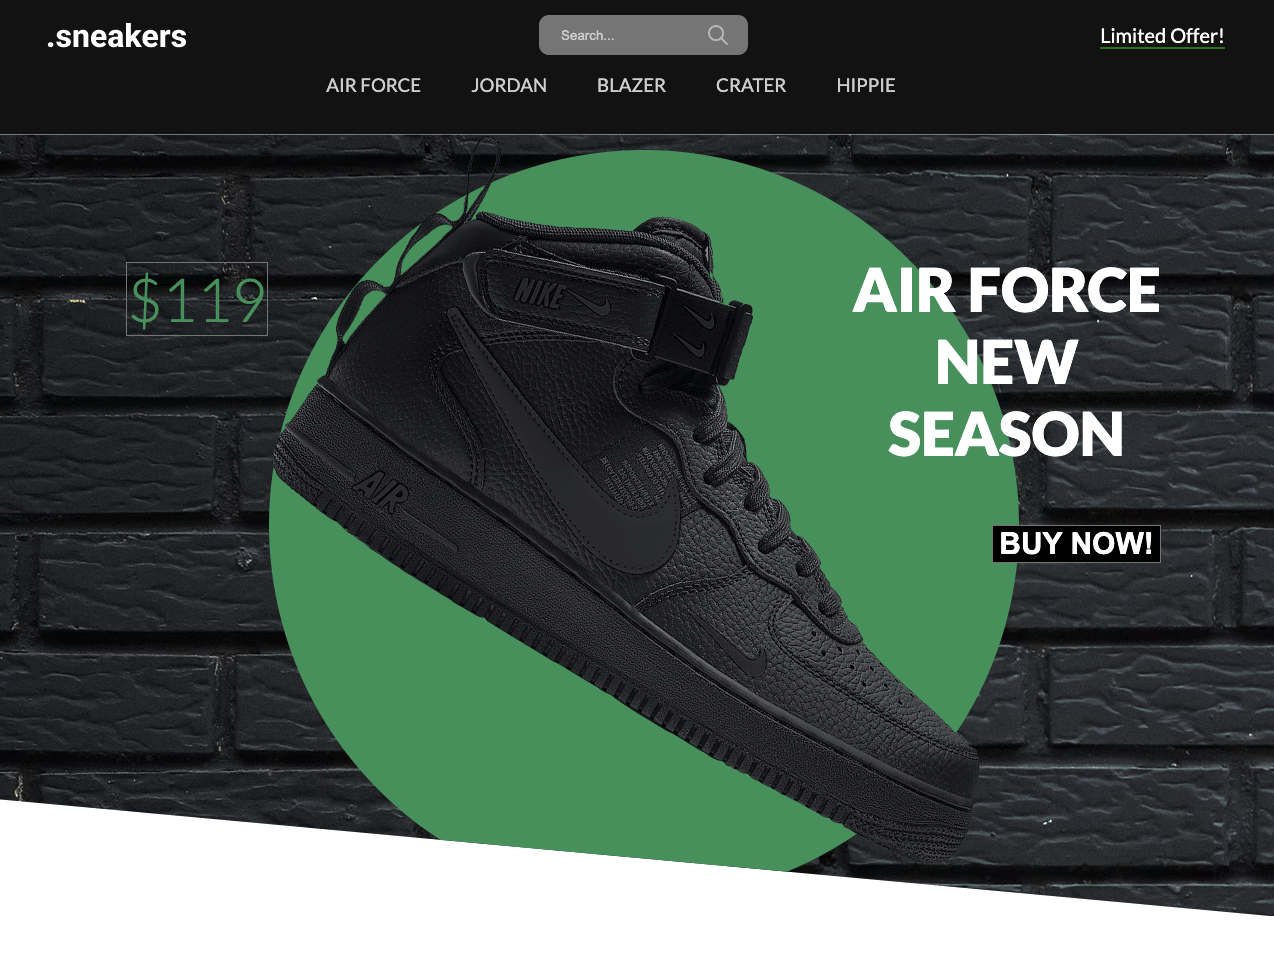 .sneakers
Search...
Limited Offer!
AIR FORCE
JORDAN
BLAZER
CRATER
HIPPIE
$119
NIKE
AIR
AIR FORCE
NEW
SEASON
BUY NOW!